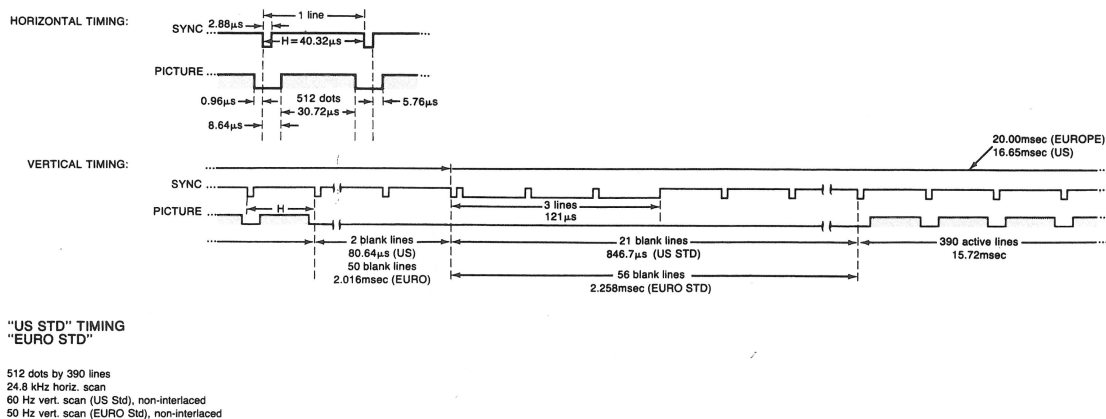 HORIZONTAL TIMING:
2.88µs
1 line
SYNC ...
H = 40.32µs
PICTURE ...
0.96µs
512 dots
30.72µs
5.76µs
8.64µs
VERTICAL TIMING:
20.00msec (EUROPE)
16.65msec (US)
SYNC ...
3 lines
121µs
PICTURE ...
H
2 blank lines
80.64µs (US)
50 blank lines
2.016msec (EURO)
21 blank lines
846.7µs (US STD)
390 active lines
15.72msec
56 blank lines
2.258msec (EURO STD)
"US STD" TIMING
"EURO STD"
512 dots by 390 lines
24.8 kHz horiz. scan
60 Hz vert. scan (US Std), non-interlaced
50 Hz vert. scan (EURO Std), non-interlaced